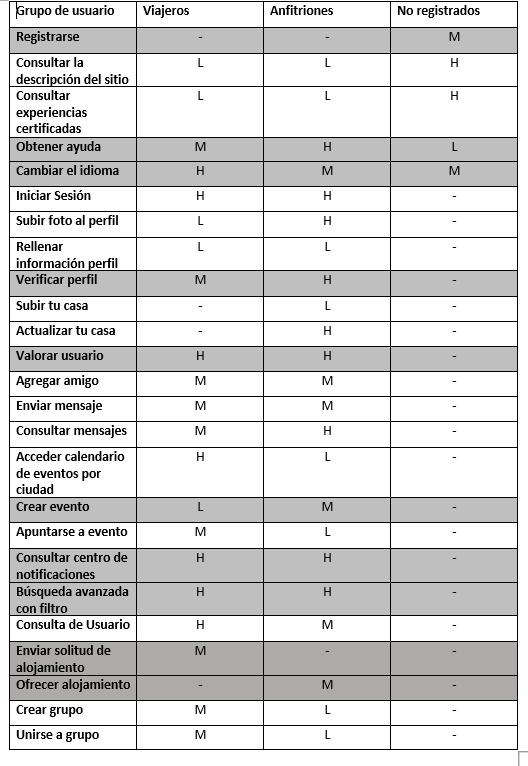 Grupo de usuario Viajeros Anfitriones No registrados
Registrarse - - M
Consultar la
descripción del sitio L L H
Consultar
experiencias
certificadas L L H
Obtener ayuda M H L
Cambiar el idioma H M M
Iniciar Sesión H H -
Subir foto al perfil L H -
Rellenar
información perfil L L -
Verificar perfil M H -
Subir tu casa - L -
Actualizar tu casa - H -
Valorar usuario H H -
Agregar amigo M M -
Enviar mensaje M M -
Consultar mensajes M H -
Acceder calendario
de eventos por
ciudad H L -
Crear evento L M -
Apuntarse a evento M L -
Consultar centro de
notificaciones H H -
Búsqueda avanzada
con filtro H H -
Consulta de Usuario H M -
Enviar solitud de
alojamiento M - -
Ofrecer alojamiento - M -
Crear grupo M L -
Unirse a grupo M L -